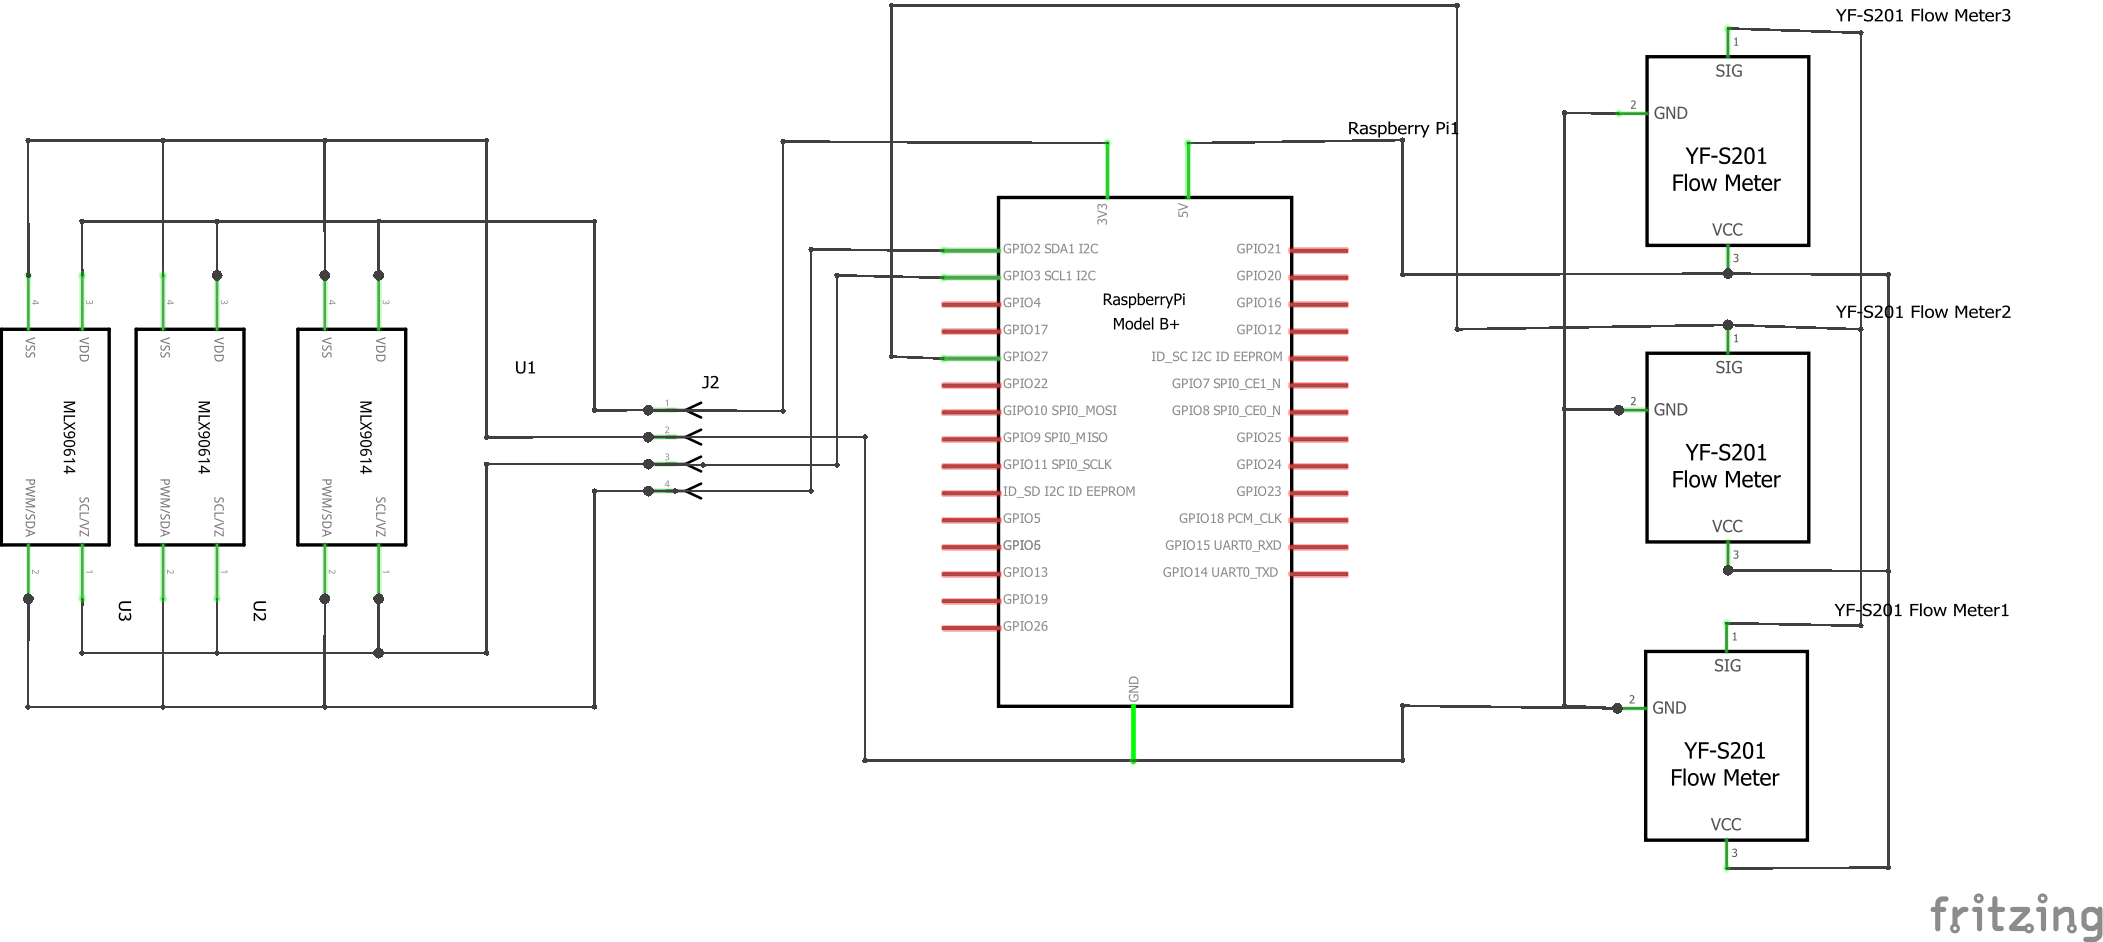 YF-S201 Flow Meter3
1
SIG
2
GND
YF-S201
Flow Meter
VCC
3
Raspberry Pi1
3V3
5V
GPIO2 SDA1 I2C
GPIO3 SCL1 I2C
GPIO4
GPIO17
GPIO27
GPIO22
GIPO10 SPI0_MOSI
GPIO9 SPI0_MISO
GPIO11 SPI0_SCLK
ID_SD I2C ID EEPROM
GPIO5
GPIO6
GPIO13
GPIO19
GPIO26
RaspberryPi
Model B+
GPIO21
GPIO20
GPIO16
GPIO12
ID_SC I2C ID EEPROM
GPIO7 SPI0_CE1_N
GPIO8 SPI0_CE0_N
GPIO25
GPIO24
GPIO23
GPIO18 PCM_CLK
GPIO15 UART0_RXD
GPIO14 UART0_TXD
GND
YF-S201 Flow Meter2
1
SIG
2
GND
YF-S201
Flow Meter
VCC
3
YF-S201 Flow Meter1
1
SIG
2
GND
YF-S201
Flow Meter
VCC
3
4
3
VSS
VDD
MLX90614
PWM/SDA
SCL/VZ
2
1
U3
4
3
VSS
VDD
MLX90614
PWM/SDA
SCL/VZ
2
1
U2
4
3
VSS
VDD
MLX90614
PWM/SDA
SCL/VZ
2
1
U1
J2
1
2
3
4
fritzing